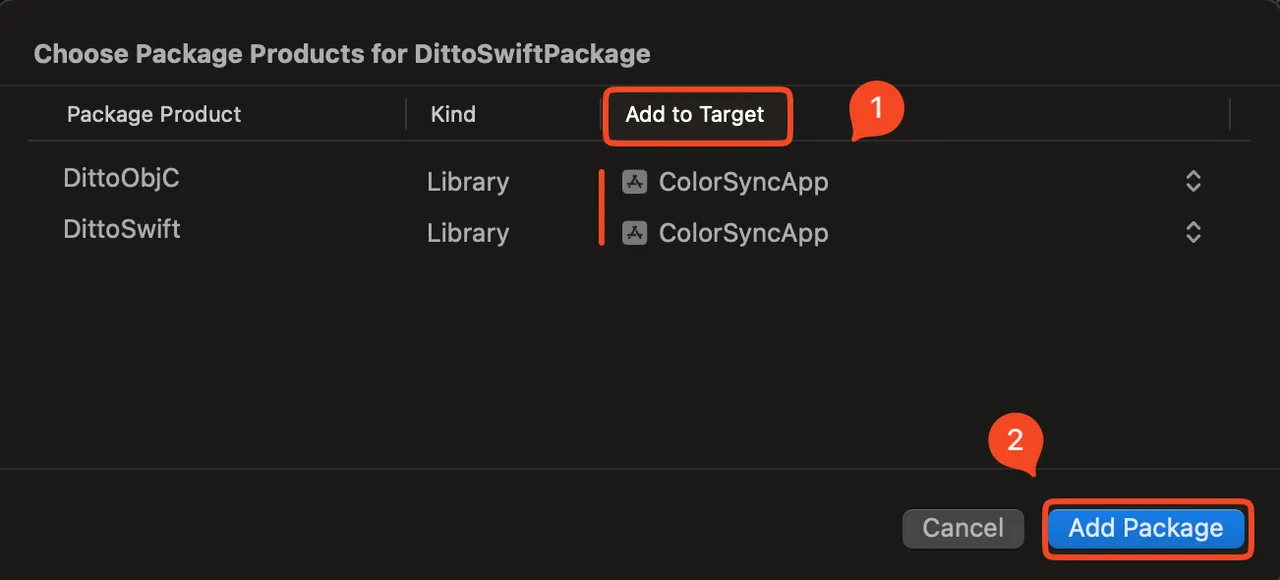 Choose Package Products for DittoSwiftPackage
Package Product Kind Add to Target 1
DittoObjC Library ColorSyncApp
DittoSwift Library ColorSyncApp
2
Cancel Add Package